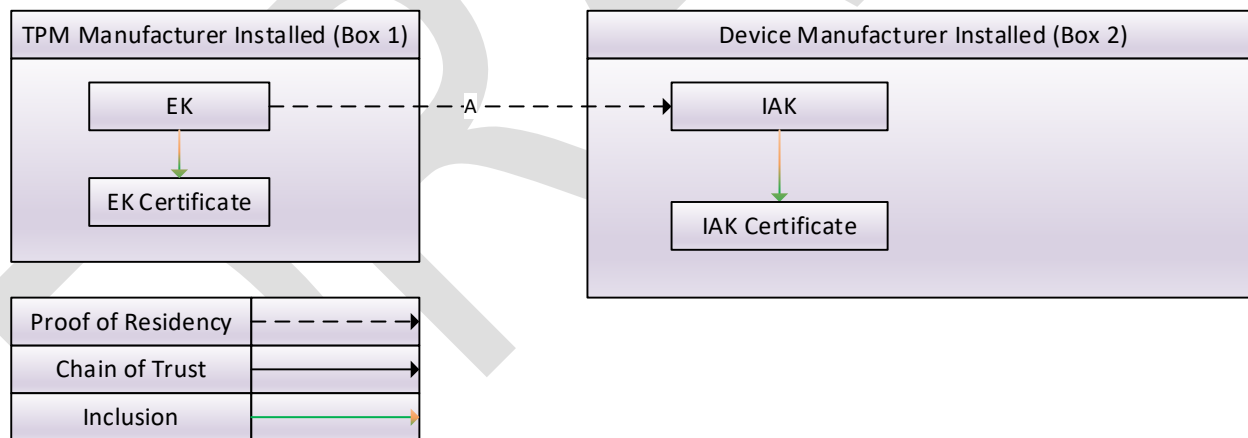 TPM Manufacturer Installed (Box 1)
Device Manufacturer Installed (Box 2)
EK
A
IAK
EK Certificate
IAK Certificate
Proof of Residency
Chain of Trust
Inclusion